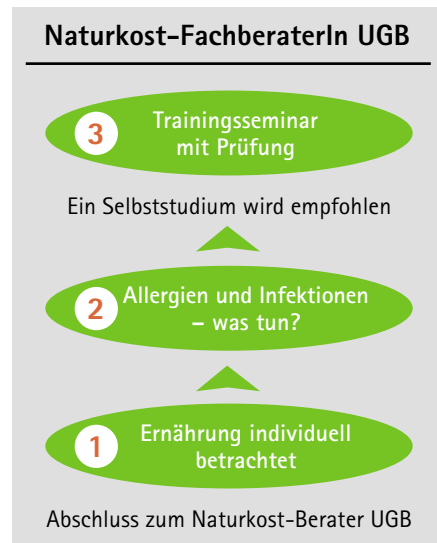 Naturkost-FachberaterIn UGB
3
Trainingsseminar
mit Prüfung
Ein Selbststudium wird empfohlen
2
Allergien und Infektionen
– was tun?
1
Ernährung individuell
betrachtet
Abschluss zum Naturkost-Berater UGB